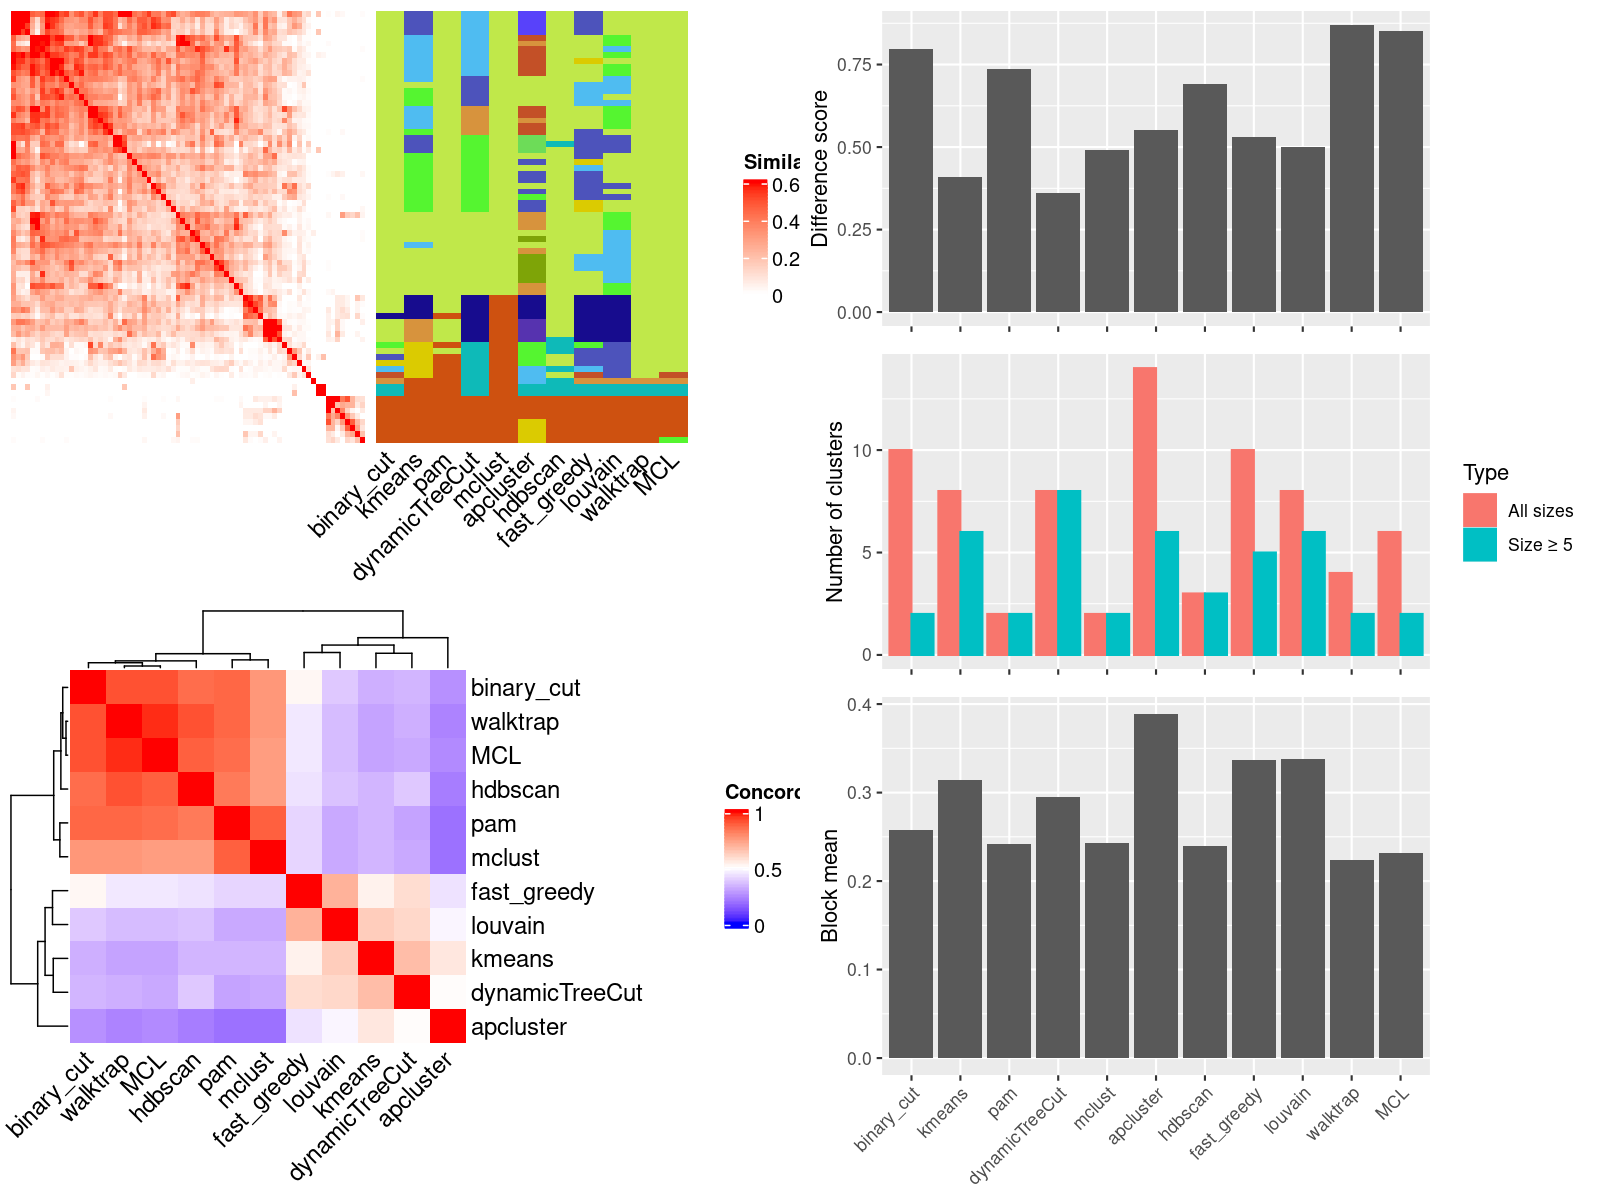 Simila
0.6
0.4
0.2
0
binary_cut
kmeans
pam
dynamicTreeCut
mclust
apcluster
hdbscan
fast_greedy
louvain
walktrap
MCL
binary_cut
walktrap
MCL
hdbscan
pam
mclust
fast_greedy
louvain
kmeans
dynamicTreeCut
apcluster
Concord
1
0.5
0
binary_cut
walktrap
MCL
hdbscan
pam
mclust
fast_greedy
louvain
kmeans
dynamicTreeCut
apcluster
Difference score
0.75
0.50
0.25
0.00
Number of clusters
10
5
0
Type
All sizes
Size ≥ 5
Block mean
0.4
0.3
0.2
0.1
0.0
binary_cut
kmeans
pam
dynamicTreeCut
mclust
apcluster
hdbscan
fast_greedy
louvain
walktrap
MCL